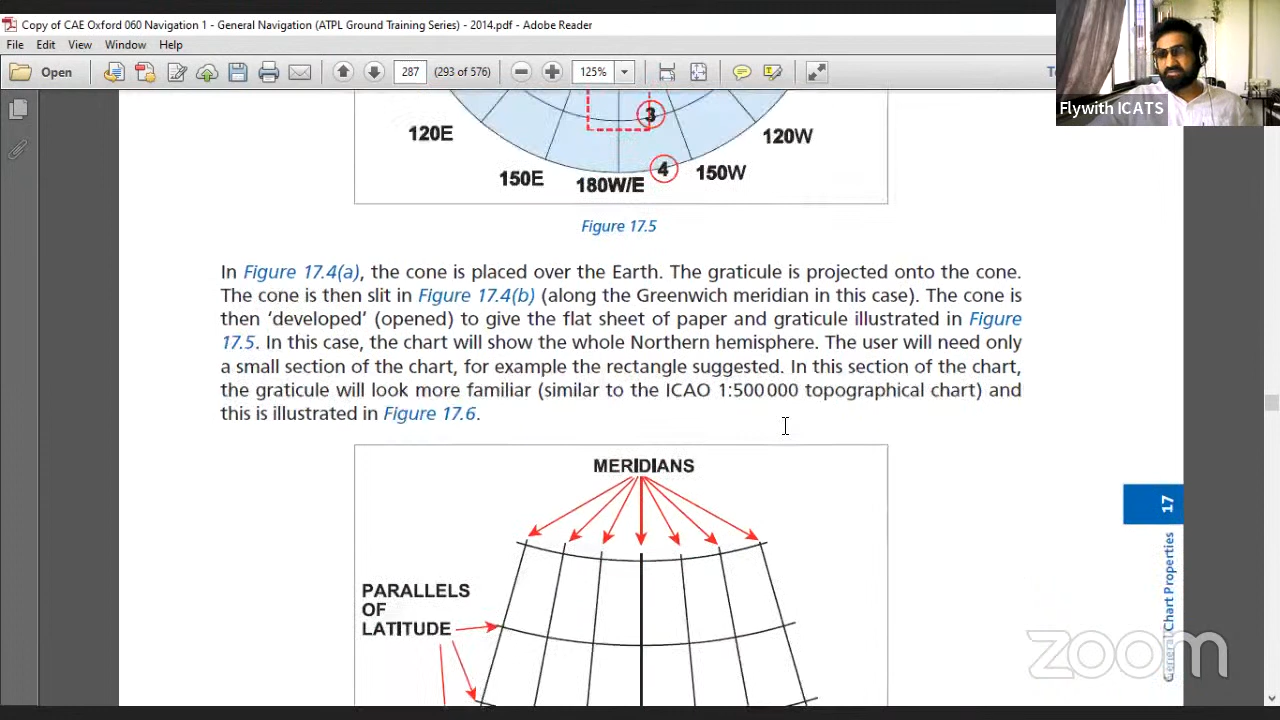 Copy of CAE Oxford 060 Navigation 1 - General Navigation (ATPL Ground Training Series) - 2014.pdf - Adobe Reader
File Edit View Window Help
Open 287 (293 of 576) 125%
Flywith ICATS
120E
3
120W
150E
180W/E
4
150W
Figure 17.5
In Figure 17.4(a), the cone is placed over the Earth. The graticule is projected onto the cone.
The cone is then slit in Figure 17.4(b) (along the Greenwich meridian in this case). The cone is
then ‘developed’ (opened) to give the flat sheet of paper and graticule illustrated in Figure
17.5. In this case, the chart will show the whole Northern hemisphere. The user will need only
a small section of the chart, for example the rectangle suggested. In this section of the chart,
the graticule will look more familiar (similar to the ICAO 1:500 000 topographical chart) and
this is illustrated in Figure 17.6.
MERIDIANS
PARALLELS
OF
LATITUDE
17
General Chart Properties
zoom